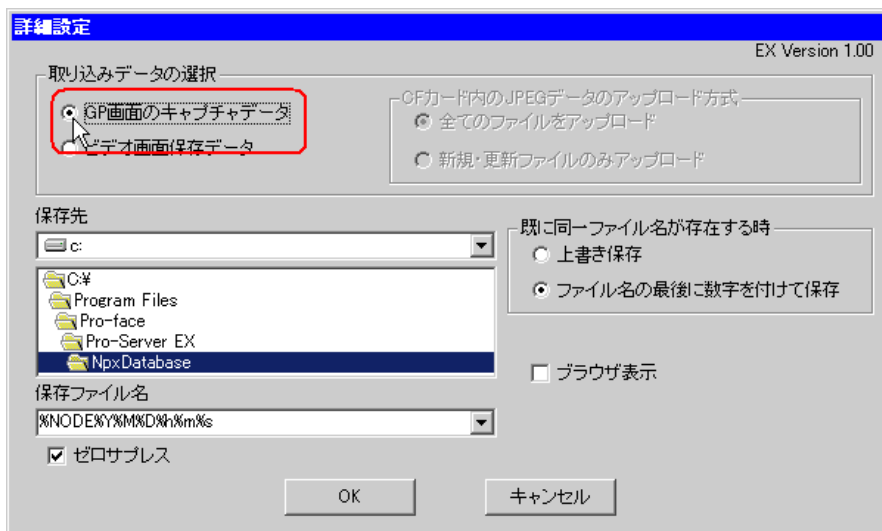 詳細設定
EX Version 1.00
取り込みデータの選択
GP画面のキャプチャデータ
ビデオ画面保存データ
CFカード内のJPEGデータのアップロード方式
全てのファイルをアップロード
新規・更新ファイルのみアップロード
保存先
c:
C:¥
Program Files
Pro-face
Pro-Server EX
NpxDatabase
既に同一ファイル名が存在する時
上書き保存
ファイル名の最後に数字を付けて保存
ブラウザ表示
保存ファイル名
%NODE%Y%M%D%h%m%s
ゼロサプレス
OK
キャンセル